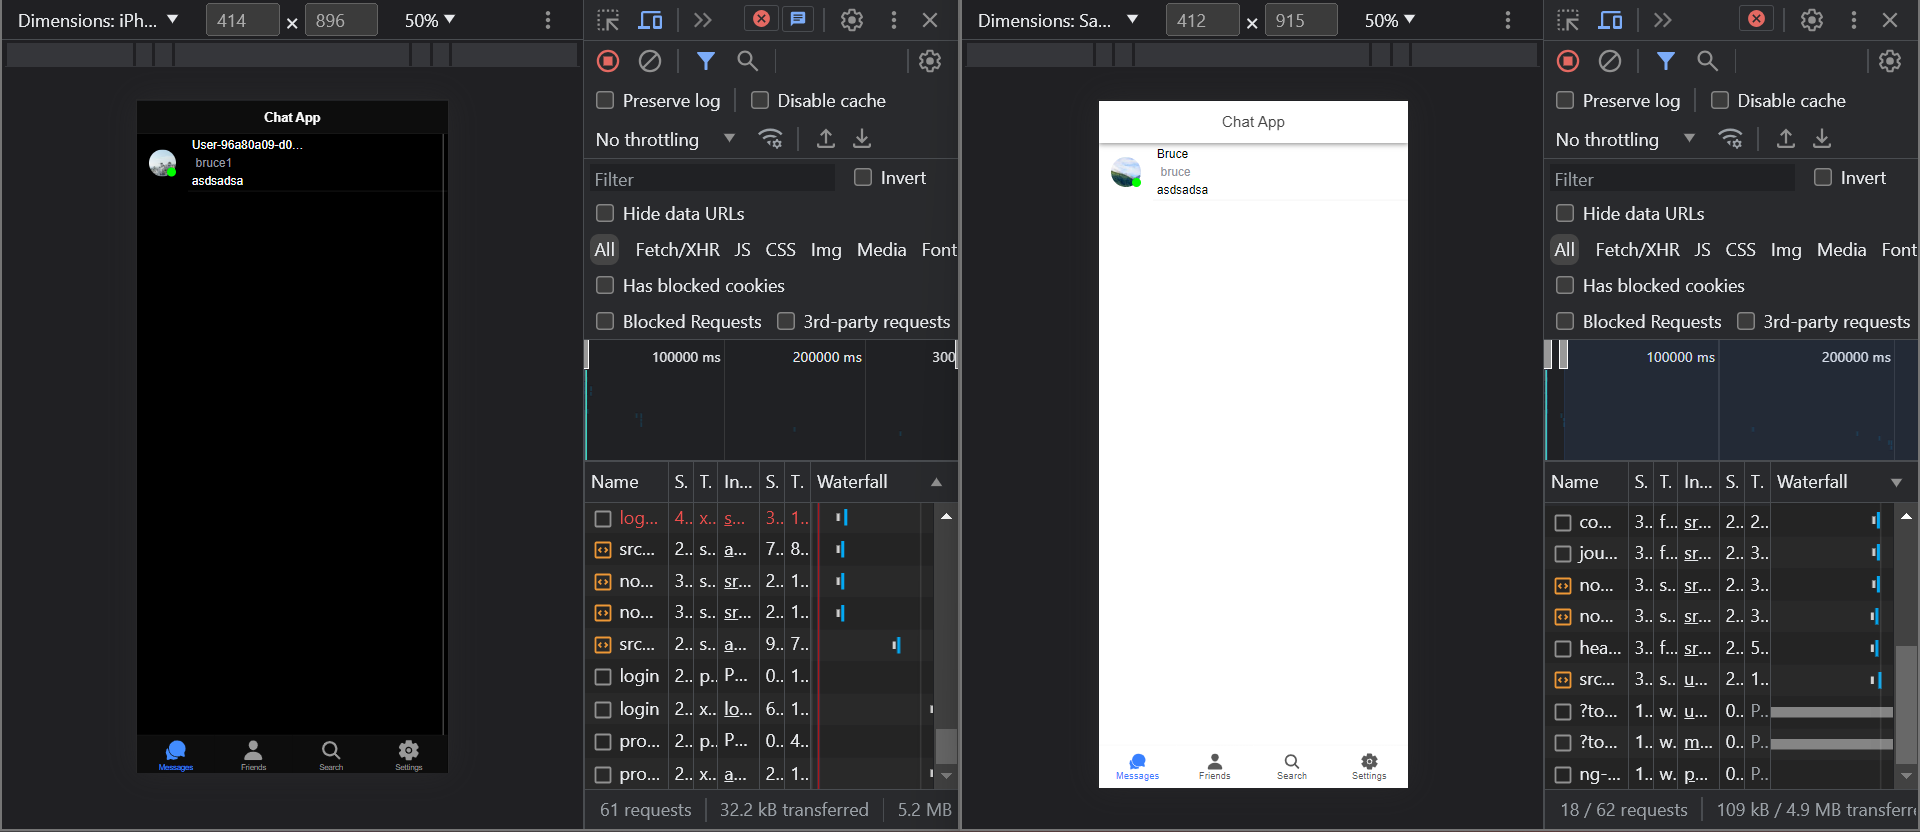 Dimensions: iPh... 414 × 896 50%
Preserve log Disable cache
No throttling
Filter Invert
Hide data URLs
All Fetch/XHR JS CSS Img Media Font
Has blocked cookies
Blocked Requests 3rd-party requests
100000 ms 200000 ms 300
Name S. T. In... S. T. Waterfall
log... 4.. x.. s... 3.. 1..
src... 2.. s.. a... 7.. 8..
no... 3.. s.. sr... 2.. 1..
no... 3.. s.. sr... 2.. 1..
src... 2.. s.. a... 9.. 7..
login 2.. p.. P... 0.. 1..
login 2.. x.. lo... 6.. 1..
pro... 2.. p.. P... 0.. 4..
pro... 2.. x.. a... 2.. 1..
61 requests 32.2 kB transferred 5.2 MB
Chat App
User-96a80a09-d0...
bruce1
asdsadsa
Messages Friends Search Settings
Dimensions: Sa... 412 × 915 50%
Preserve log Disable cache
No throttling
Filter Invert
Hide data URLs
All Fetch/XHR JS CSS Img Media Font
Has blocked cookies
Blocked Requests 3rd-party requests
100000 ms 200000 ms
Name S. T. In... S. T. Waterfall
co... 3.. f... sr... 2.. 2..
jou... 3.. f... sr... 2.. 3..
no... 3.. s.. sr... 2.. 3..
no... 3.. s.. sr... 2.. 3..
hea... 3.. f... sr... 2.. 5..
src... 3.. s.. u... 2.. 1..
?to... 1.. w. u... 0.. P..
?to... 1.. w. m... 0.. P..
ng-... 1.. w. p... 0.. P..
18 / 62 requests 109 kB / 4.9 MB transferre
Chat App
Bruce
bruce
asdsadsa
Messages Friends Search Settings